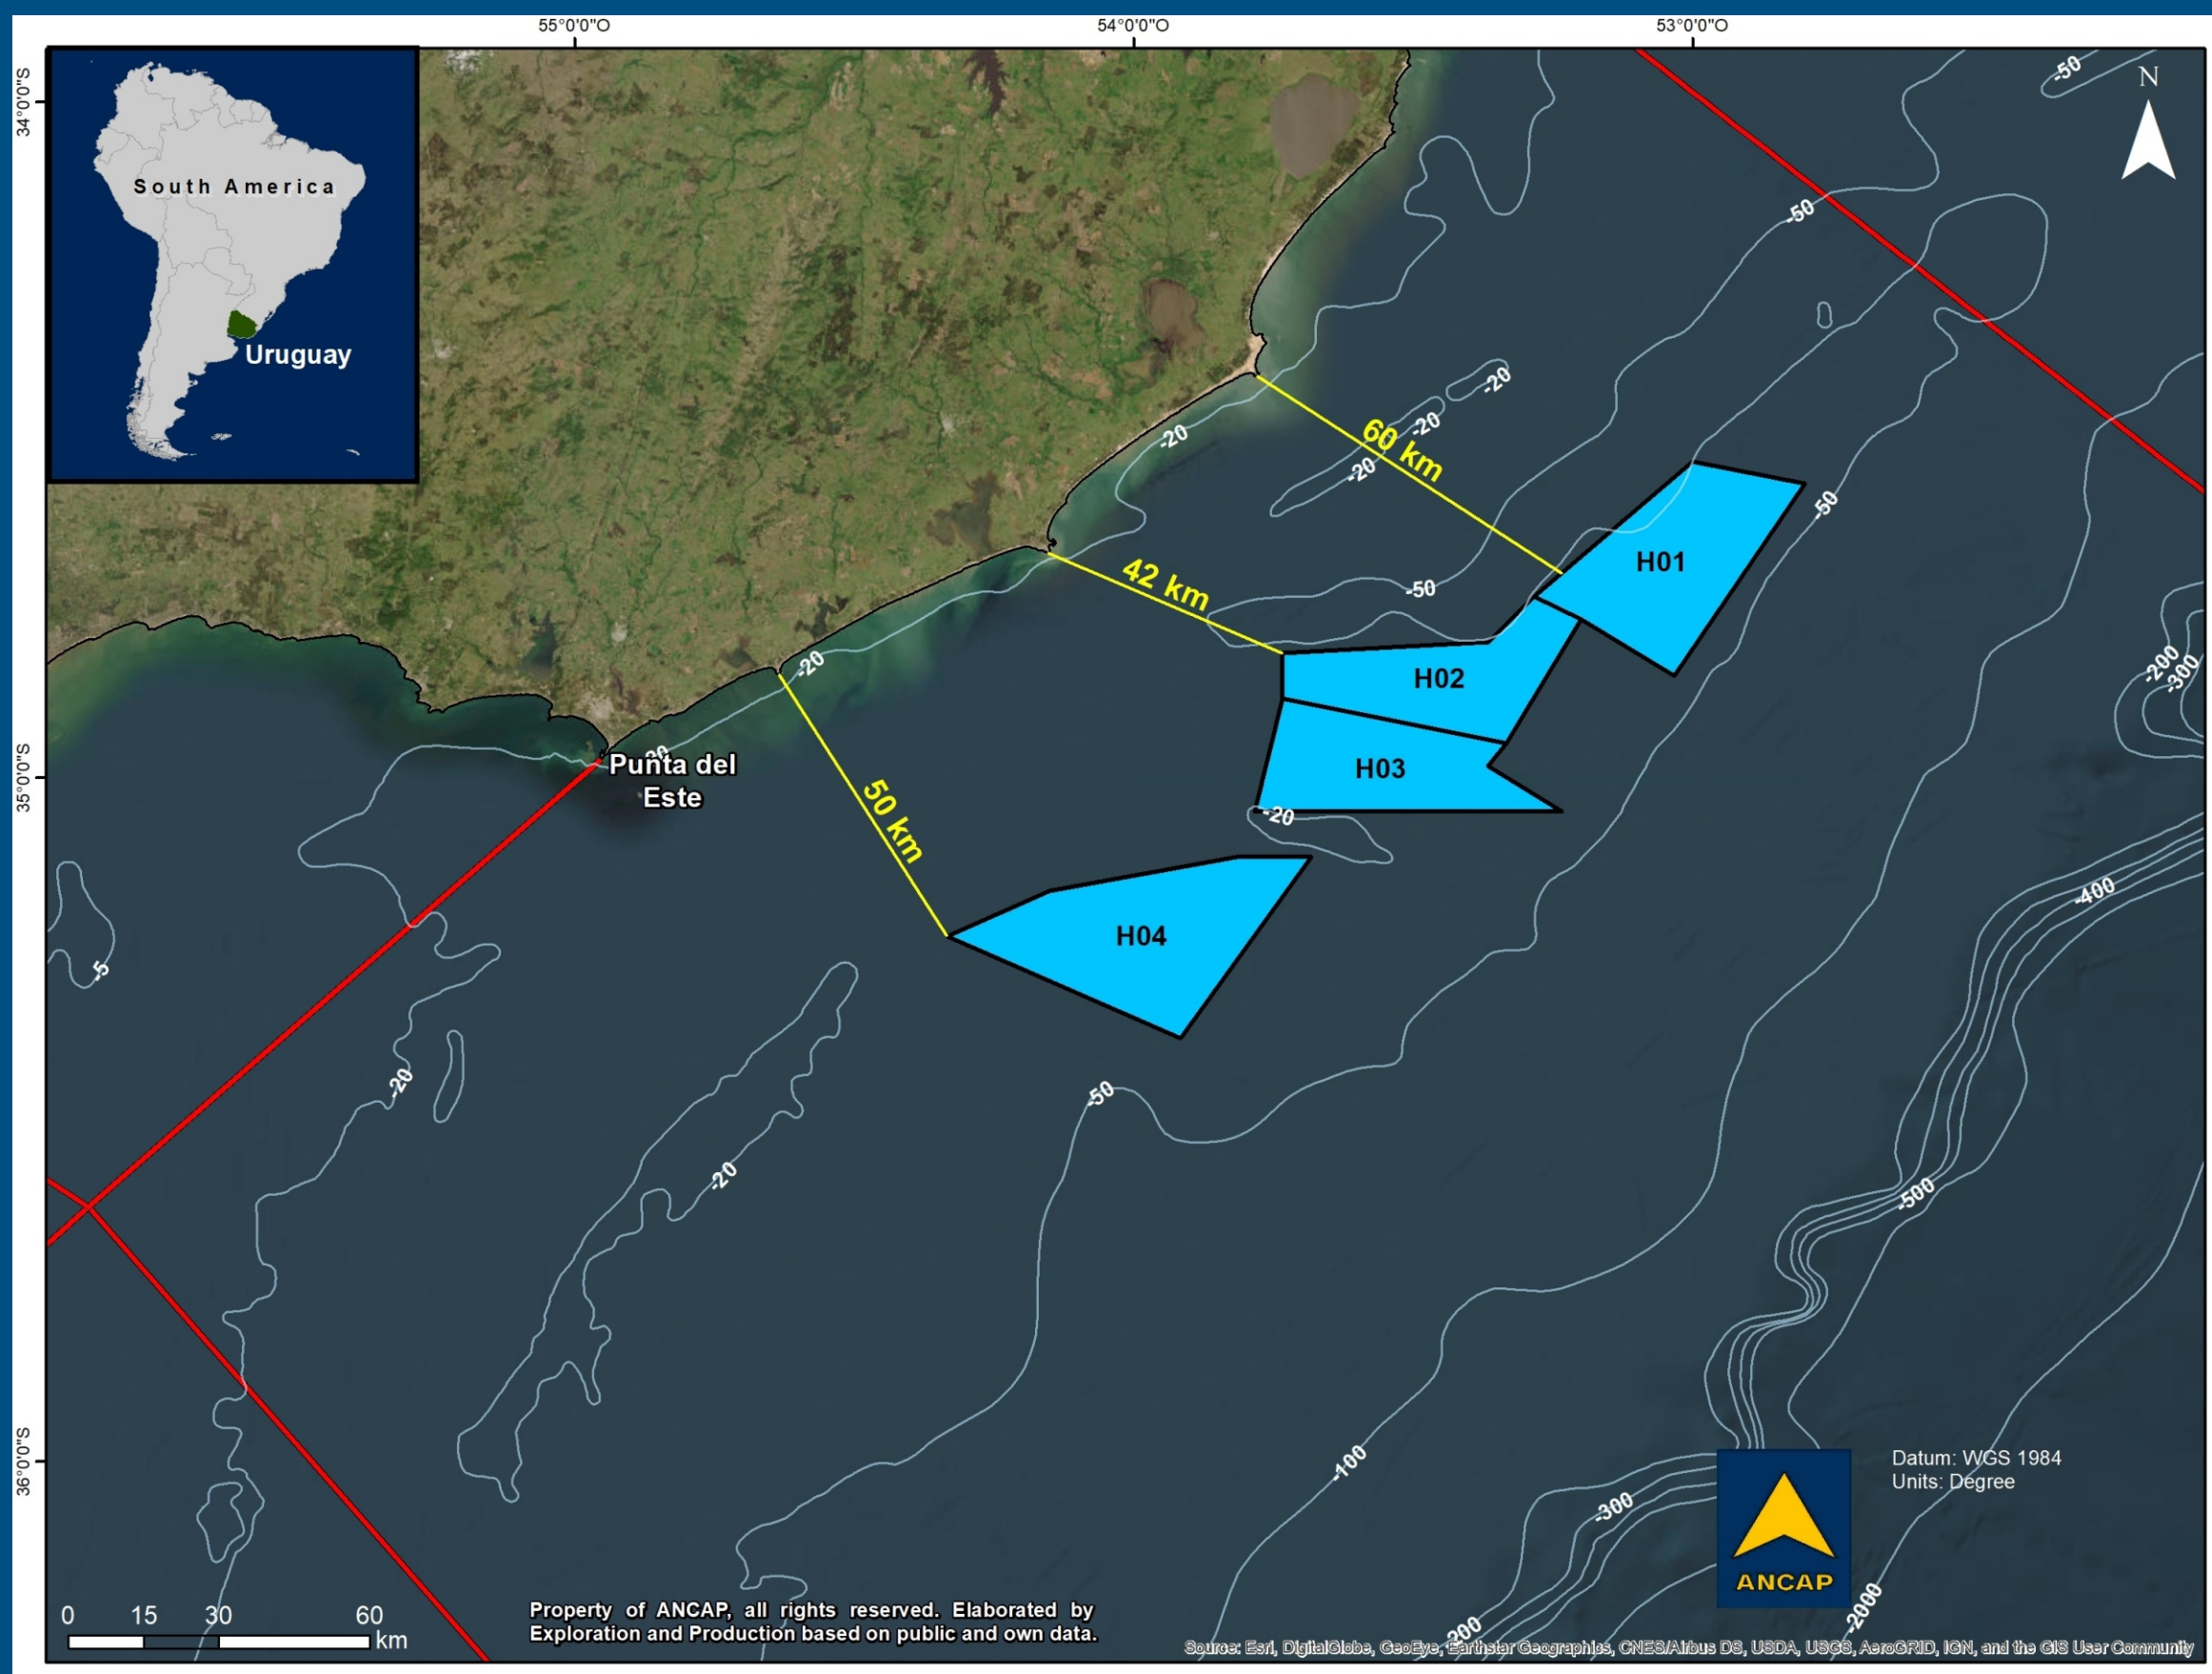 55°0'0"O
54°0'0"O
53°0'0"O
34°0'0"S
35°0'0"S
36°0'0"S
South America
Uruguay
N
-50
-50
-20
-20
-20
-20
60 km
-50
H01
42 km
-50
H02
-200
-300
-20
H03
Punta del
Este
-20
50 km
-400
H04
-5
-20
-50
-20
-500
-100
-300
-2000
ANCAP
Datum: WGS 1984
Units: Degree
0 15 30 60
km
Property of ANCAP, all rights reserved. Elaborated by
Exploration and Production based on public and own data.
Source: Esri, DigitalGlobe, GeoEye, Earthstar Geographics, CNES/Airbus DS, USDA, USGS, AeroGRID, IGN, and the GIS User Community